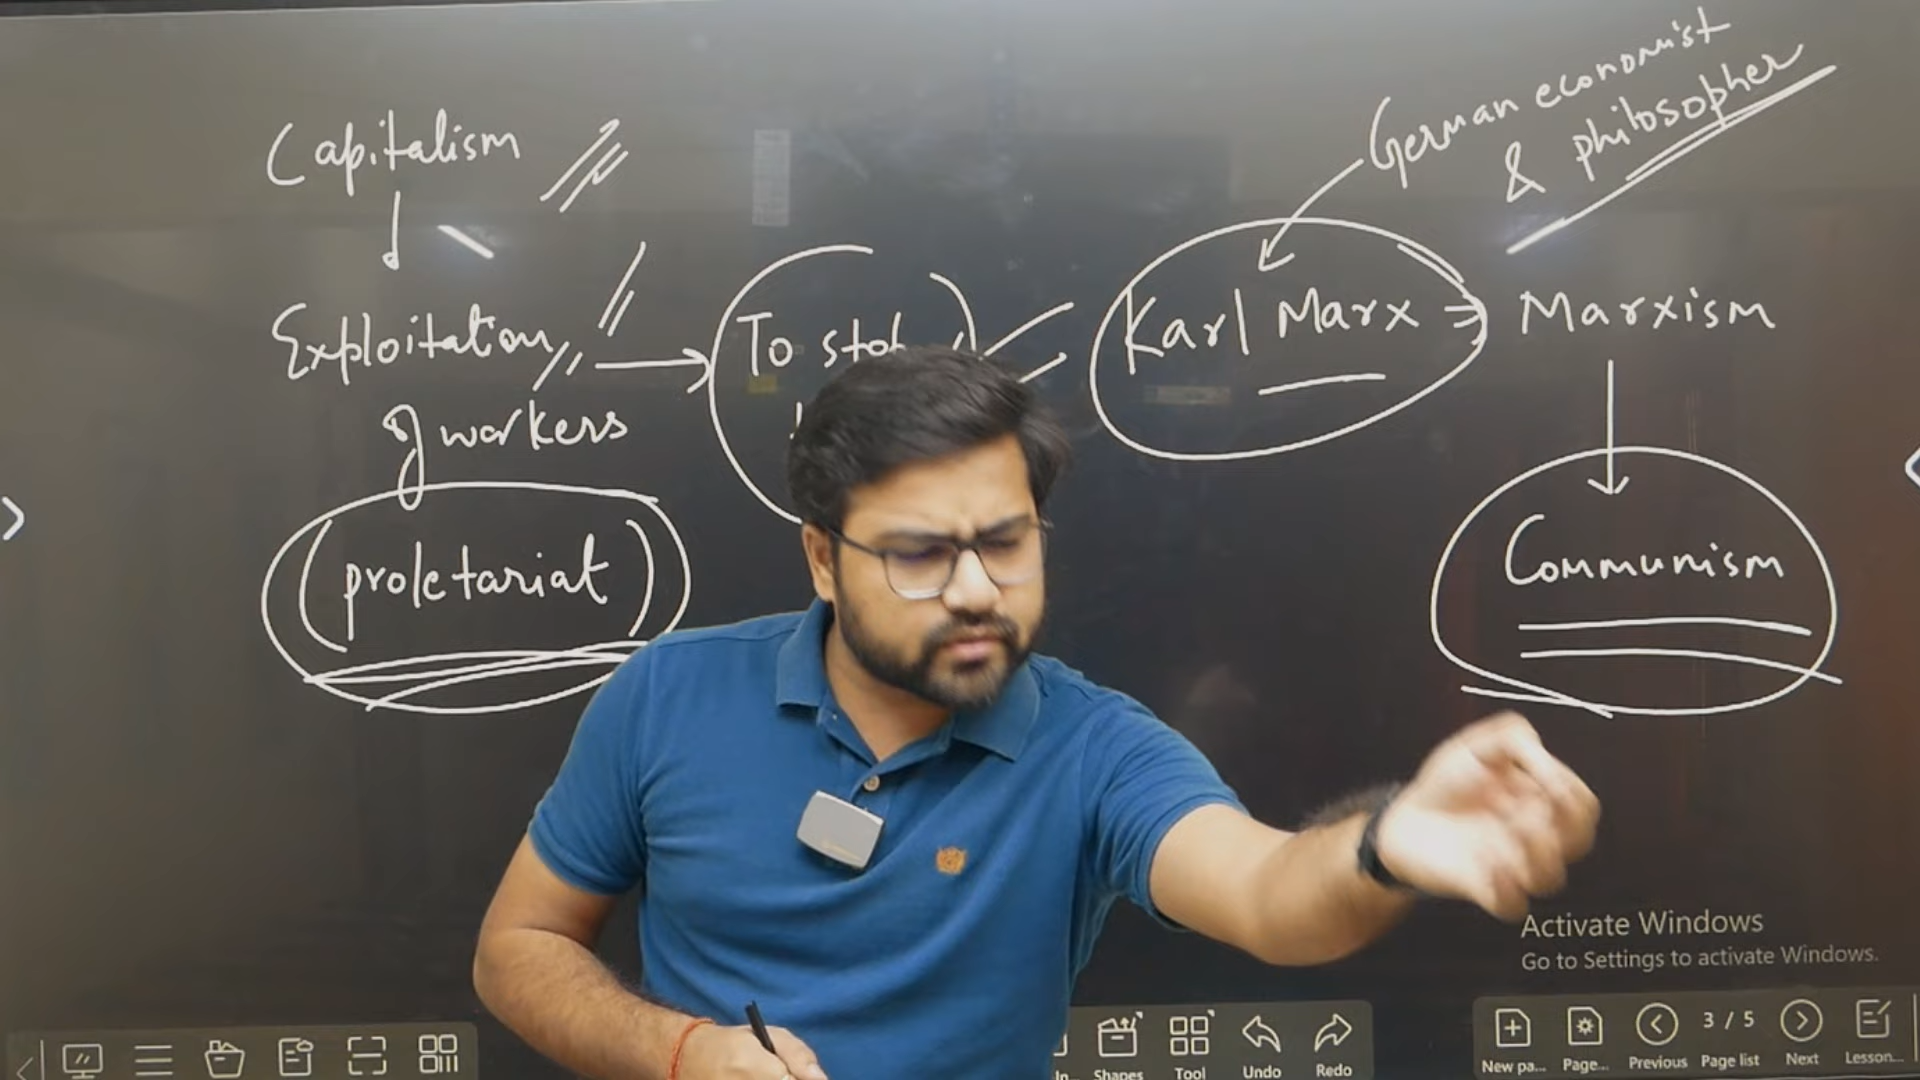 Capitalism
Exploitation
of workers
(proletariat)
To stop
Karl Marx
German economist
& philosopher
Marxism
Communism
Activate Windows
Go to Settings to activate Windows.
Shapes
Tool
Undo
Redo
New pa...
Page...
Previous
3 / 5
Page list
Next
Lesson...